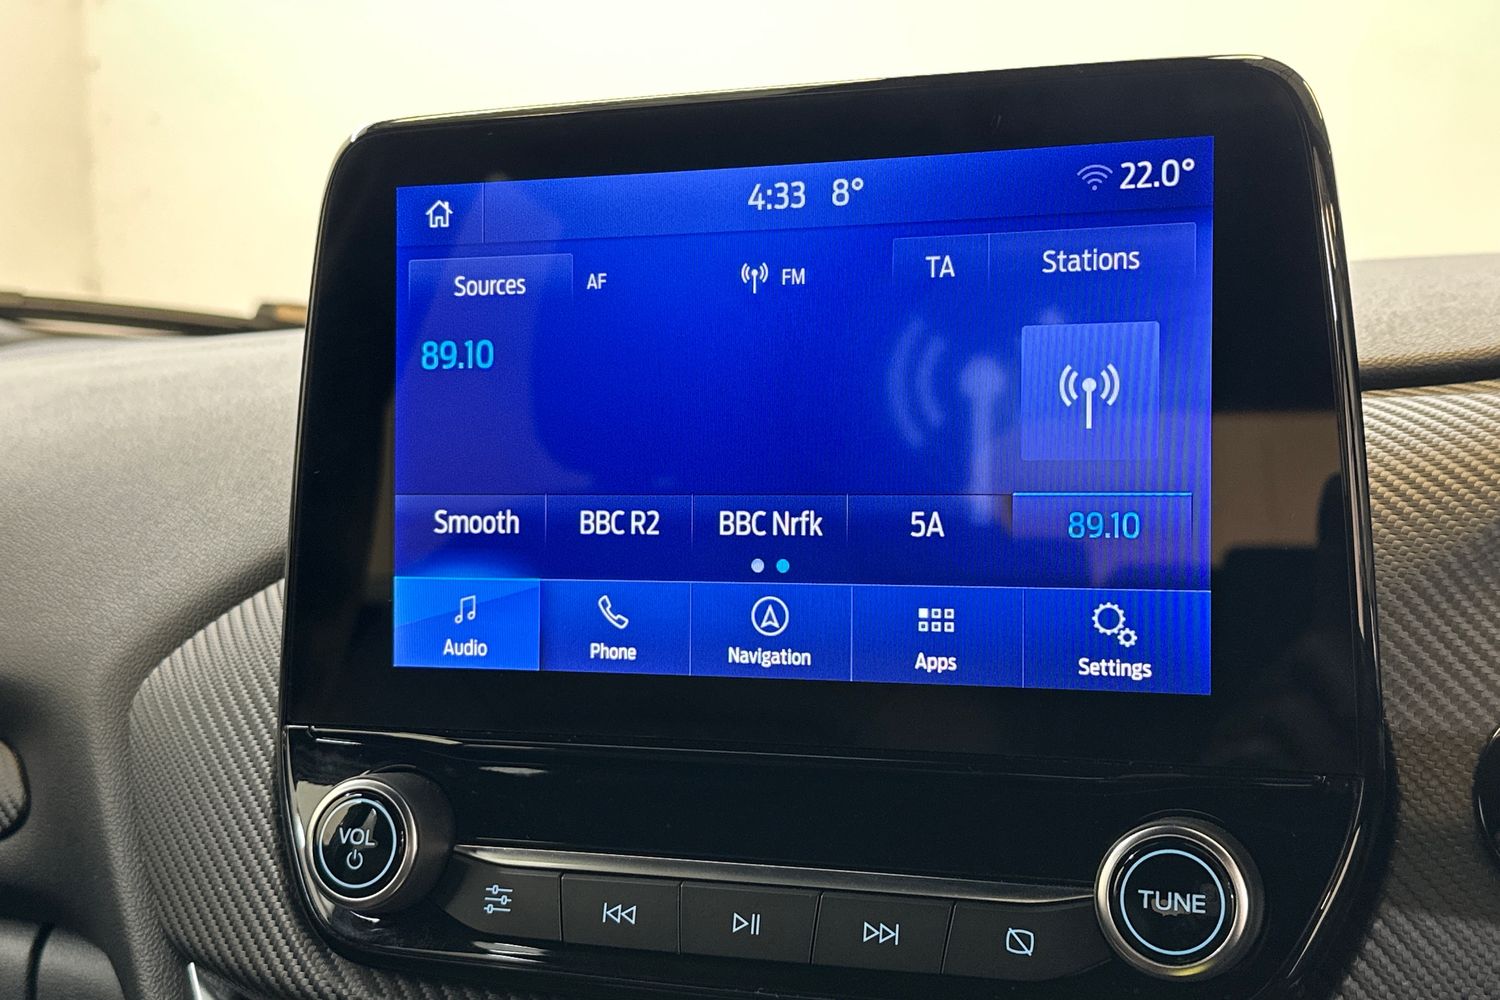 4:33 8° 22.0°
Sources AF FM TA Stations
89.10
Smooth BBC R2 BBC Nrfk 5A 89.10
Audio Phone Navigation Apps Settings
VOL
TUNE